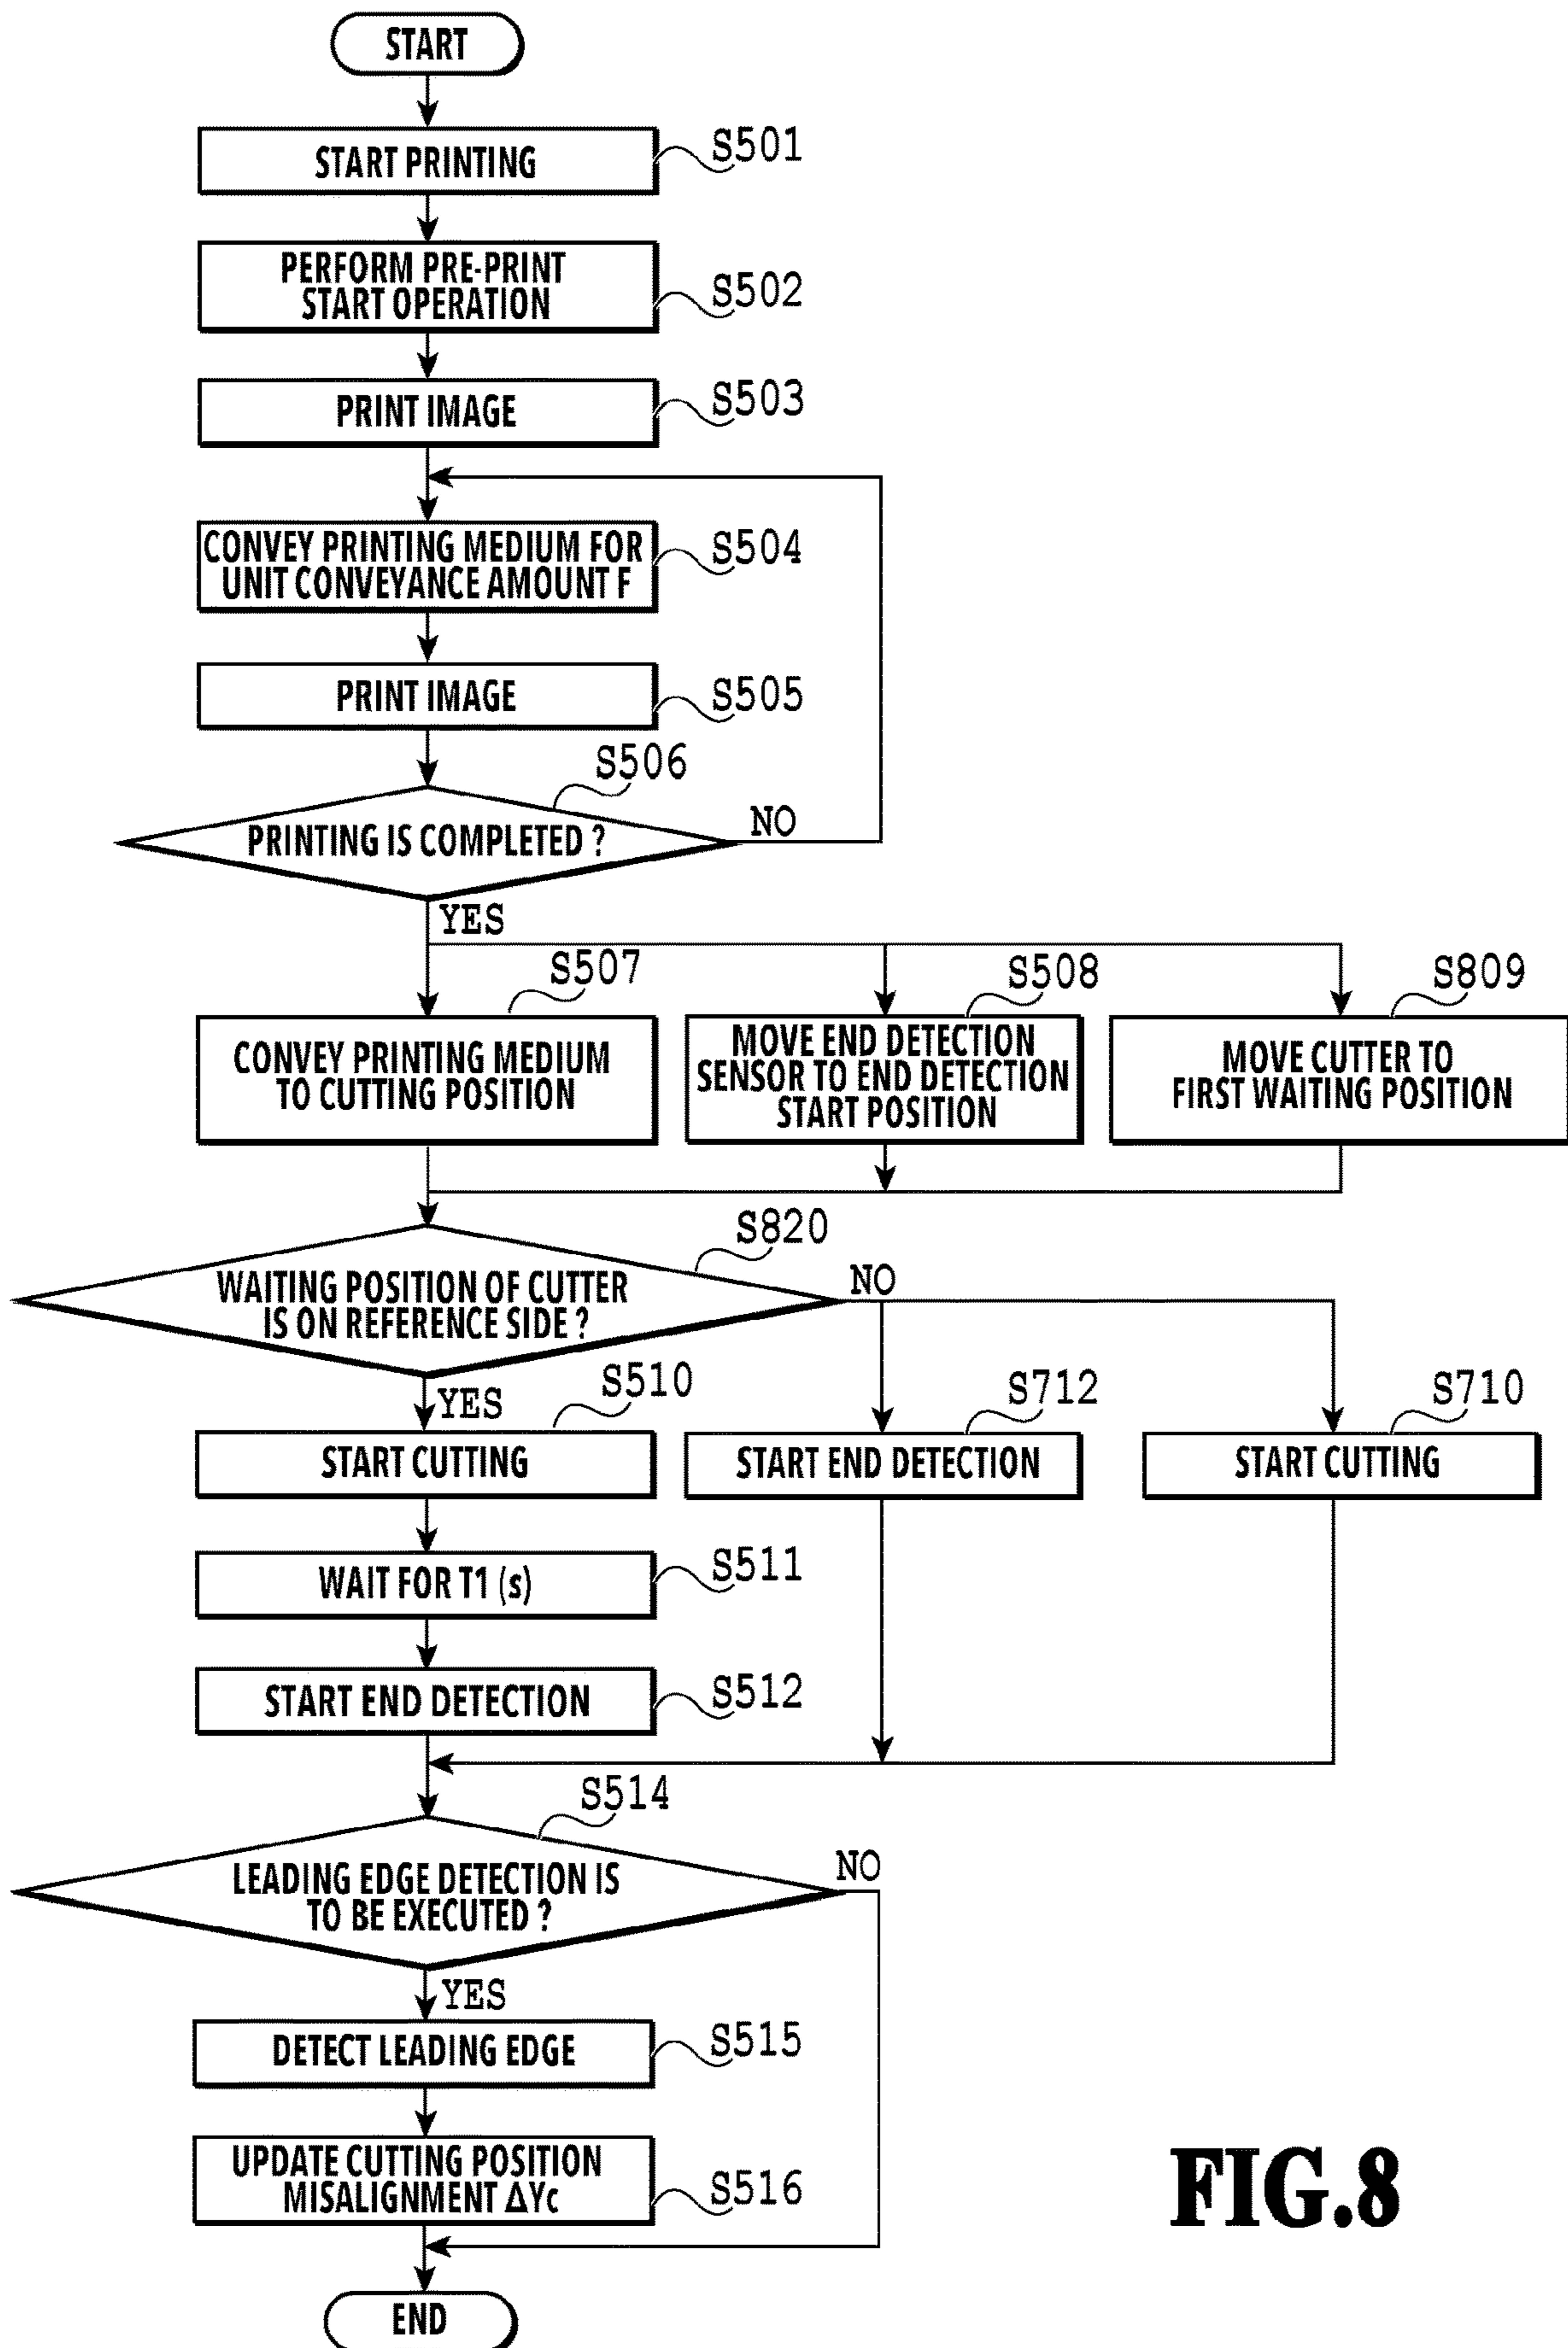 START
START PRINTING
S501
PERFORM PRE-PRINT
START OPERATION
S502
PRINT IMAGE
S503
CONVEY PRINTING MEDIUM FOR
UNIT CONVEYANCE AMOUNT F
S504
PRINT IMAGE
S505
S506
PRINTING IS COMPLETED ?
NO
YES
S507
CONVEY PRINTING MEDIUM
TO CUTTING POSITION
S508
MOVE END DETECTION
SENSOR TO END DETECTION
START POSITION
S809
MOVE CUTTER TO
FIRST WAITING POSITION
S820
WAITING POSITION OF CUTTER
IS ON REFERENCE SIDE ?
NO
YES
S510
START CUTTING
S712
START END DETECTION
S710
START CUTTING
WAIT FOR T1 (s)
S511
START END DETECTION
S512
S514
LEADING EDGE DETECTION IS
TO BE EXECUTED ?
NO
YES
DETECT LEADING EDGE
S515
UPDATE CUTTING POSITION
MISALIGNMENT ΔYc
S516
END
FIG.8